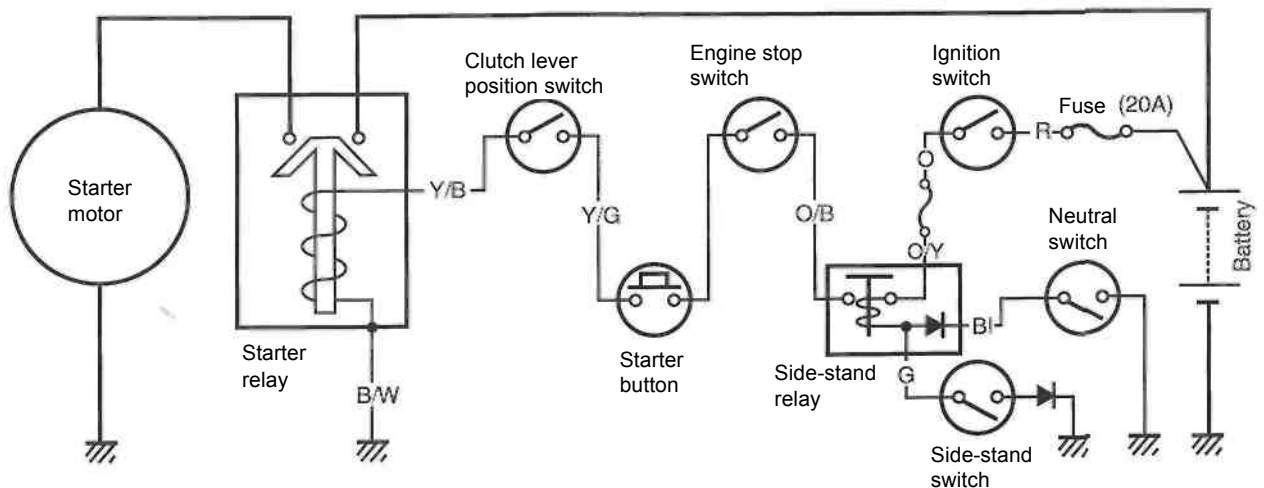 Clutch lever
position switch
Engine stop
switch
Ignition
switch
Fuse (20A)
R
O
Starter
motor
Y/B
Y/G
O/B
O/Y
Neutral
switch
Battery
BI
Starter
relay
Starter
button
Side-stand
relay
G
B/W
Side-stand
switch